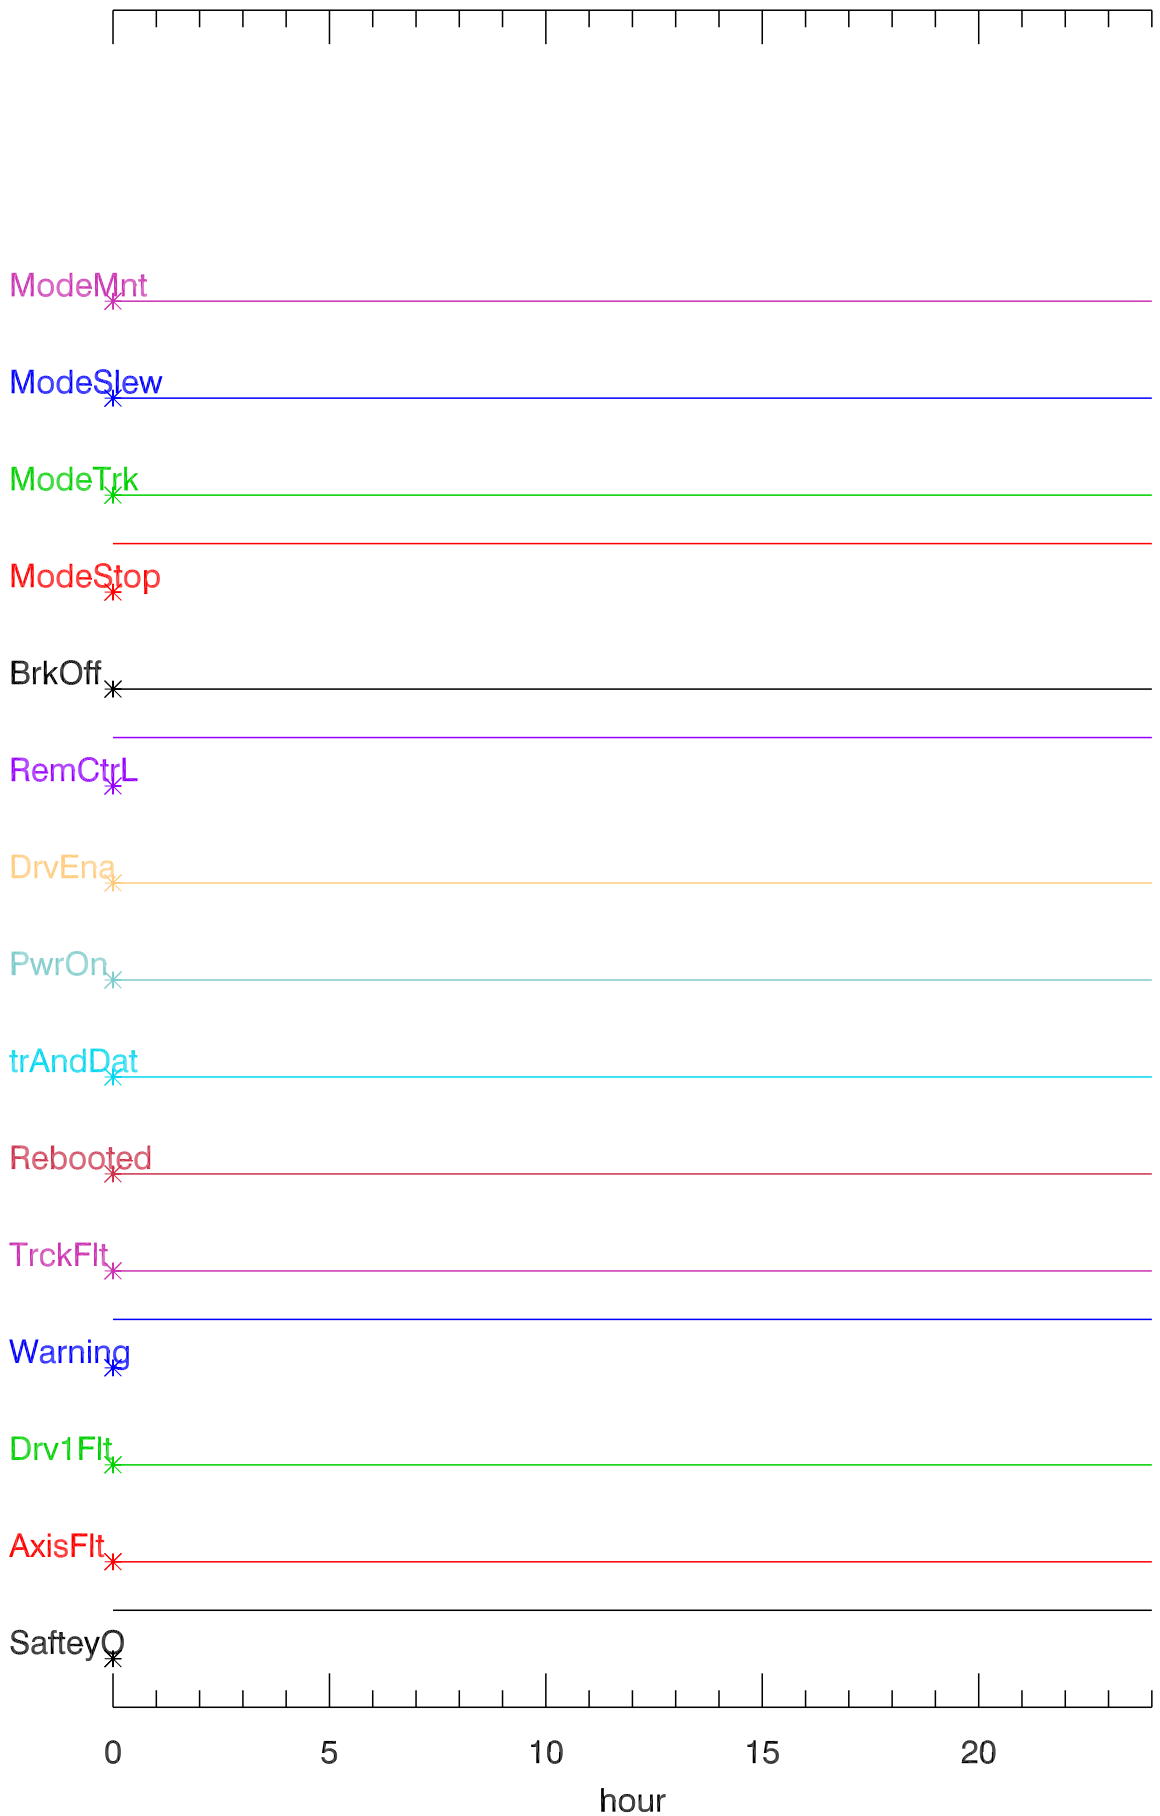 ModeMnt
ModeSlew
ModeTrk
ModeStop
BrkOff
RemCtrL
DrvEna
PwrOn
trAndDat
Rebooted
TrckFlt
Warning
Drv1Flt
AxisFlt
SafteyO
0 5 10 15 20
hour